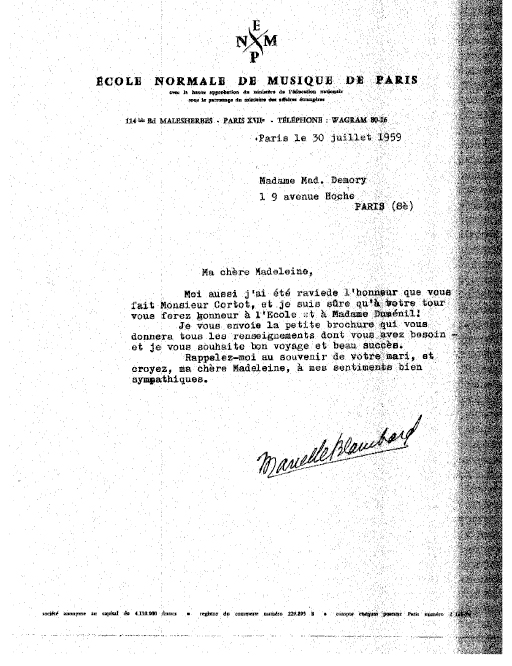 E
N M
P
ÉCOLE NORMALE DE MUSIQUE DE PARIS
avec la haute approbation du ministère de l'éducation nationale
sous le patronage du ministère des affaires étrangères
114 bis Bd MALESHERBES - PARIS XVIIe - TÉLÉPHONE : WAGRAM 80-16
Paris le 30 juillet 1959
Madame Mad. Demory
1 9 avenue Hoche
PARIS (8è)
Ma chère Madeleine,
Moi aussi j'ai été raviede l'honneur que vous
fait Monsieur Cortot, et je suis sûre qu'à votre tour
vous ferez honneur à l'Ecole et à Madame Duménil!
Je vous envoie la petite brochure qui vous
donnera tous les renseignements dont vous avez besoin -
et je vous souhaite bon voyage et beau succès.
Rappelez-moi au souvenir de votre mari, et
croyez, ma chère Madeleine, à mes sentiments bien
sympathiques.
Marcelle Blanchard
société anonyme au capital de 4.110.000 francs • registre du commerce numéro 229.895 B • compte chèques postaux Paris numéro